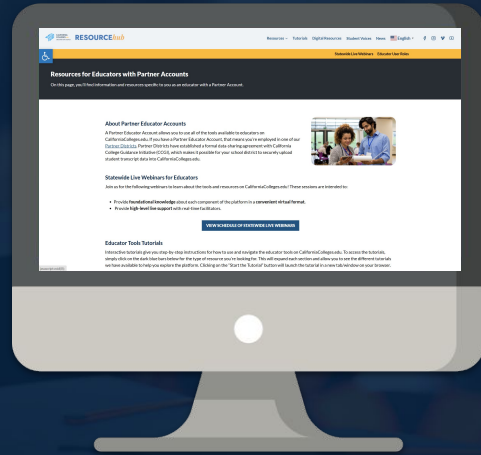 RESOURCEhub
Resources Tutorials Digital Resources Student Voices News English
Statewide Live Webinars Educator User Roles
Resources for Educators with Partner Accounts
On this page, you'll find information and resources specific to you as an educator with a Partner Account.
About Partner Educator Accounts
A Partner Educator Account allows you to use all of the tools available to educators on
CaliforniaColleges.edu. If you have a Partner Educator Account, that means you're employed in one of our
Partner Districts. Partner Districts have established a formal data-sharing agreement with California
College Guidance Initiative (CCGI), which makes it possible for your school district to securely upload
student transcript data into CaliforniaColleges.edu.
Statewide Live Webinars for Educators
Join us for the following webinars to learn about the tools and resources on CaliforniaColleges.edu! These sessions are intended to:
• Provide foundational knowledge about each component of the platform in a convenient virtual format.
• Provide high-level live support with real-time facilitators.
VIEW SCHEDULE OF STATEWIDE LIVE WEBINARS
Educator Tools Tutorials
Interactive tutorials give you step-by-step instructions for how to use and navigate the educator tools on CaliforniaColleges.edu. To access the tutorials,
simply click on the dark blue bars below for the type of resource you're looking for. This will expand each section and allow you to see the different tutorials
we have available to help you explore the platform. Clicking on the "Start the Tutorial" button will launch the tutorial in a new tab/window on your browser.